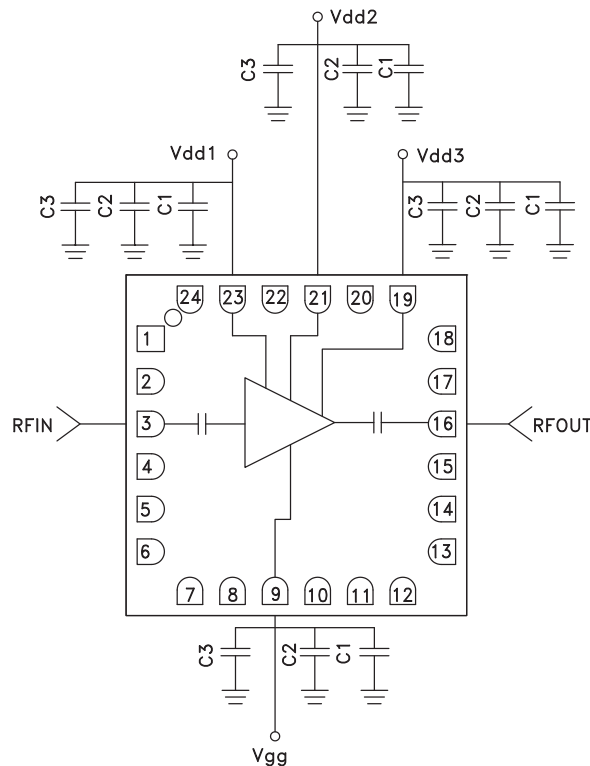 Vdd2
C3 C2 C1
Vdd1 Vdd3
C3 C2 C1 C3 C2 C1
24 23 22 21 20 19
1 18
2 17
RFIN 3 16 RFOUT
4 15
5 14
6 13
7 8 9 10 11 12
C3 C2 C1
Vgg